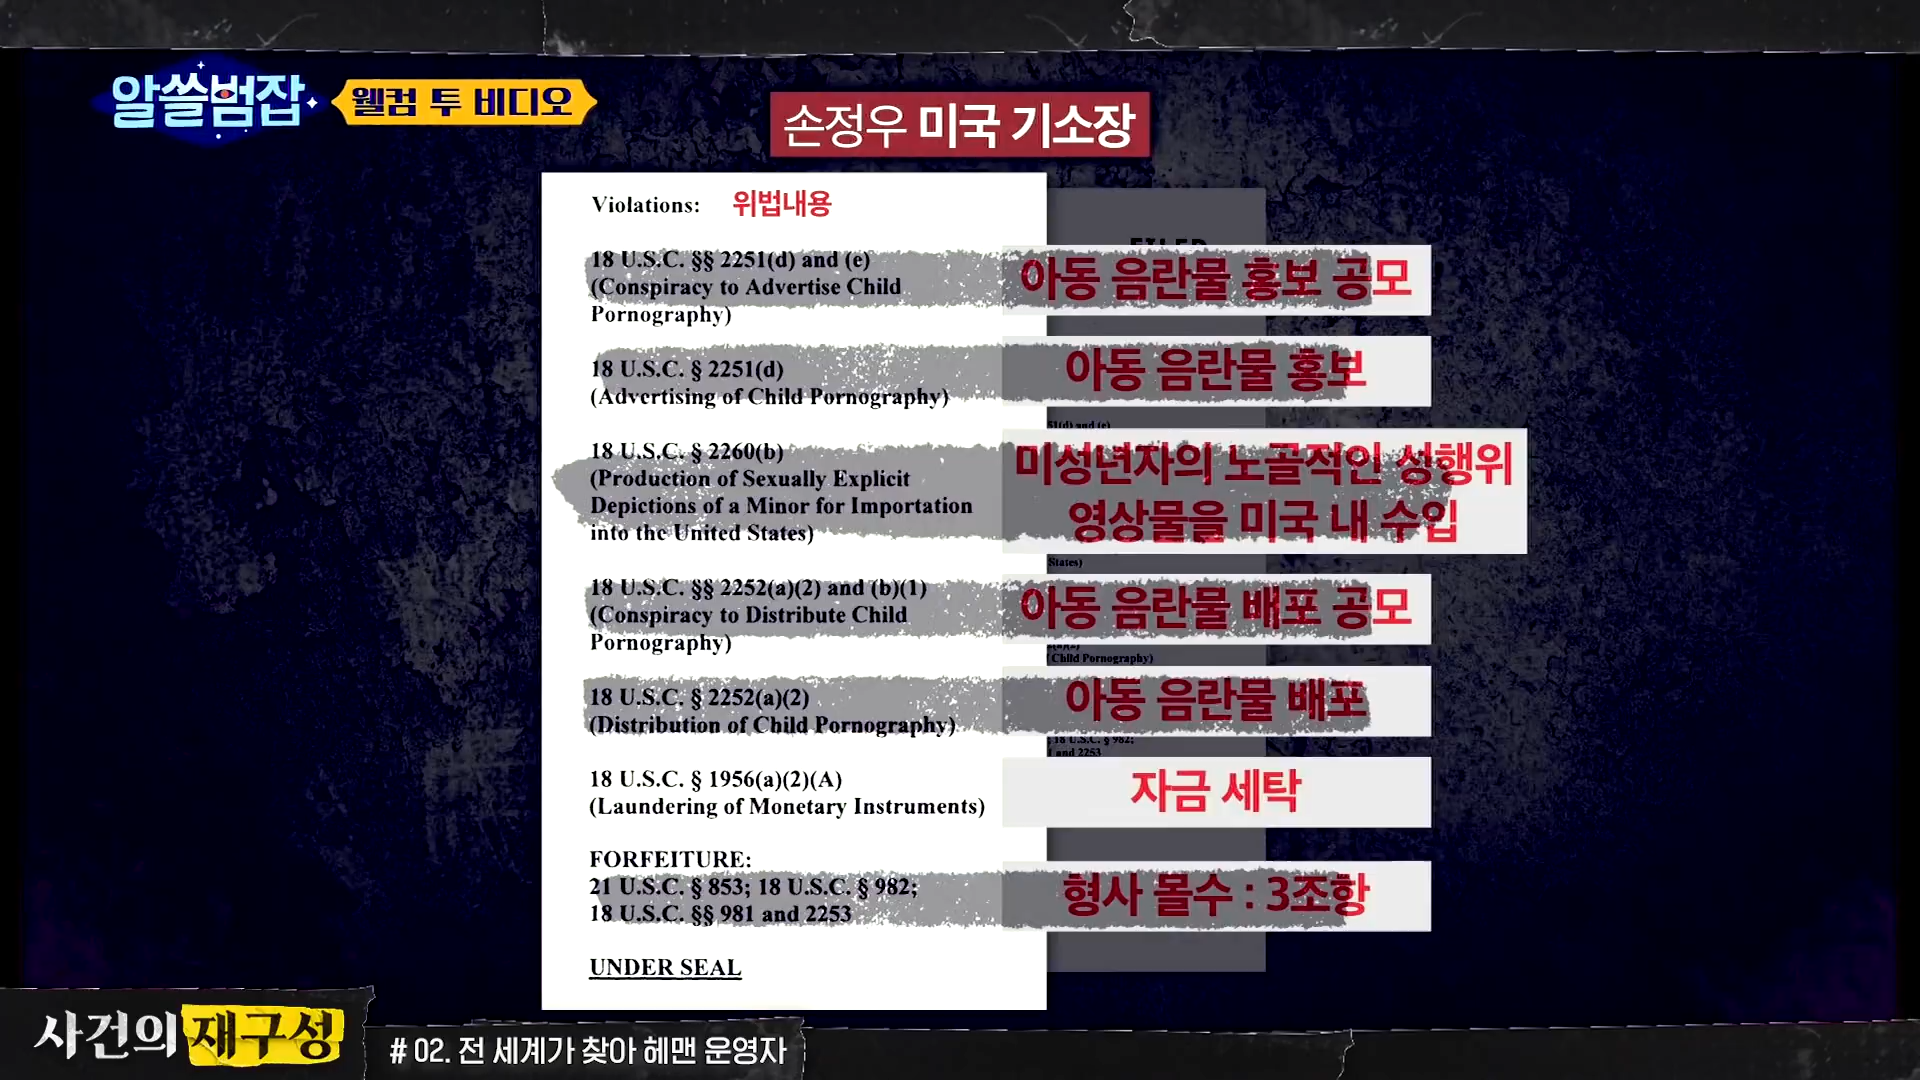 알쓸범잡
웰컴 투 비디오
손정우 미국 기소장
Violations: 위법내용
18 U.S.C. §§ 2251(d) and (e)
(Conspiracy to Advertise Child
Pornography)
아동 음란물 홍보 공모
18 U.S.C. § 2251(d)
(Advertising of Child Pornography)
아동 음란물 홍보
18 U.S.C. § 2260(b)
(Production of Sexually Explicit
Depictions of a Minor for Importation
into the United States)
미성년자의 노골적인 성행위
영상물을 미국 내 수입
18 U.S.C. §§ 2252(a)(2) and (b)(1)
(Conspiracy to Distribute Child
Pornography)
아동 음란물 배포 공모
18 U.S.C. § 2252(a)(2)
(Distribution of Child Pornography)
아동 음란물 배포
18 U.S.C. § 1956(a)(2)(A)
(Laundering of Monetary Instruments)
자금 세탁
FORFEITURE:
21 U.S.C. § 853; 18 U.S.C. § 982;
18 U.S.C. §§ 981 and 2253
형사 몰수 : 3조항
UNDER SEAL
States)
Child Pornography)
; 18 U.S.C. § 982;
and 2253
사건의 재구성
# 02. 전 세계가 찾아 헤맨 운영자